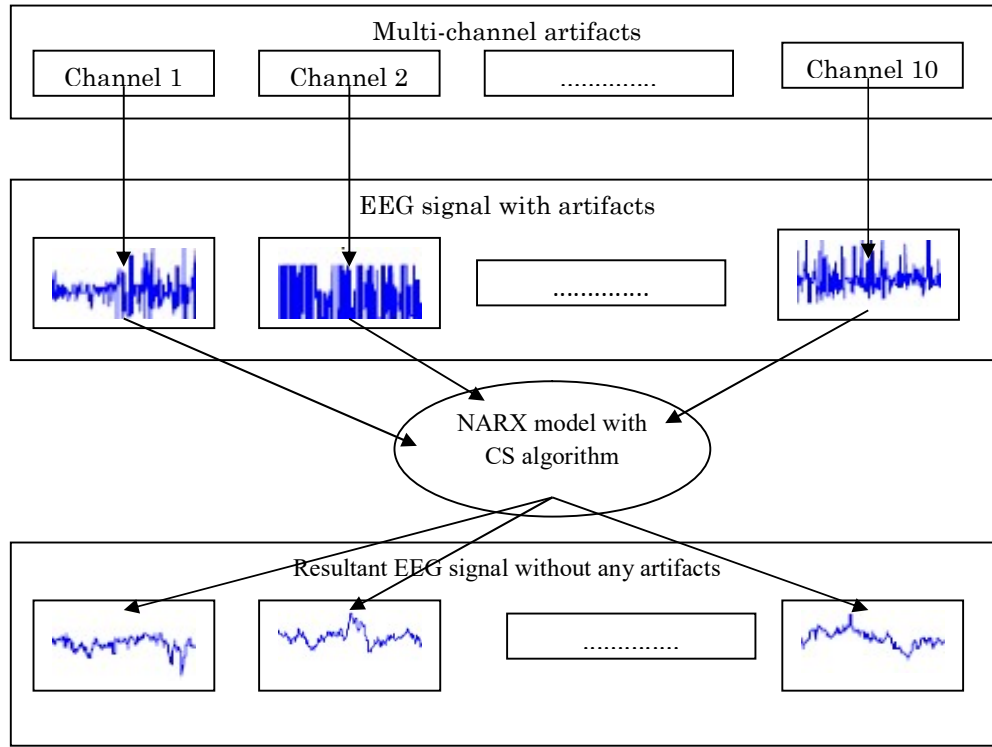 Multi-channel artifacts
Channel 1
Channel 2
..............
Channel 10
EEG signal with artifacts
..............
NARX model with
CS algorithm
Resultant EEG signal without any artifacts
..............